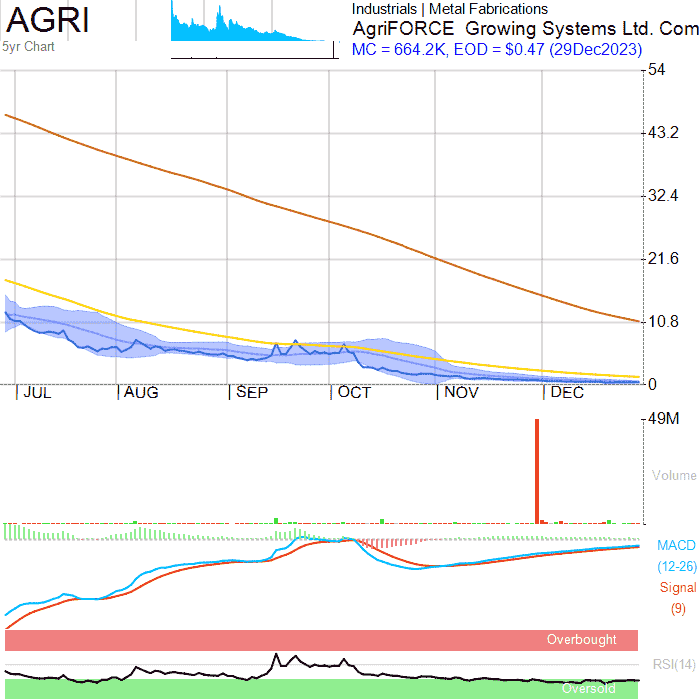 AGRI
5yr Chart
Industrials | Metal Fabrications
AgriFORCE Growing Systems Ltd. Com
MC = 664.2K, EOD = $0.47 (29Dec2023)
54
43.2
32.4
21.6
10.8
0
JUL AUG SEP OCT NOV DEC
49M
Volume
MACD
(12-26)
Signal
(9)
Overbought
RSI(14)
Oversold